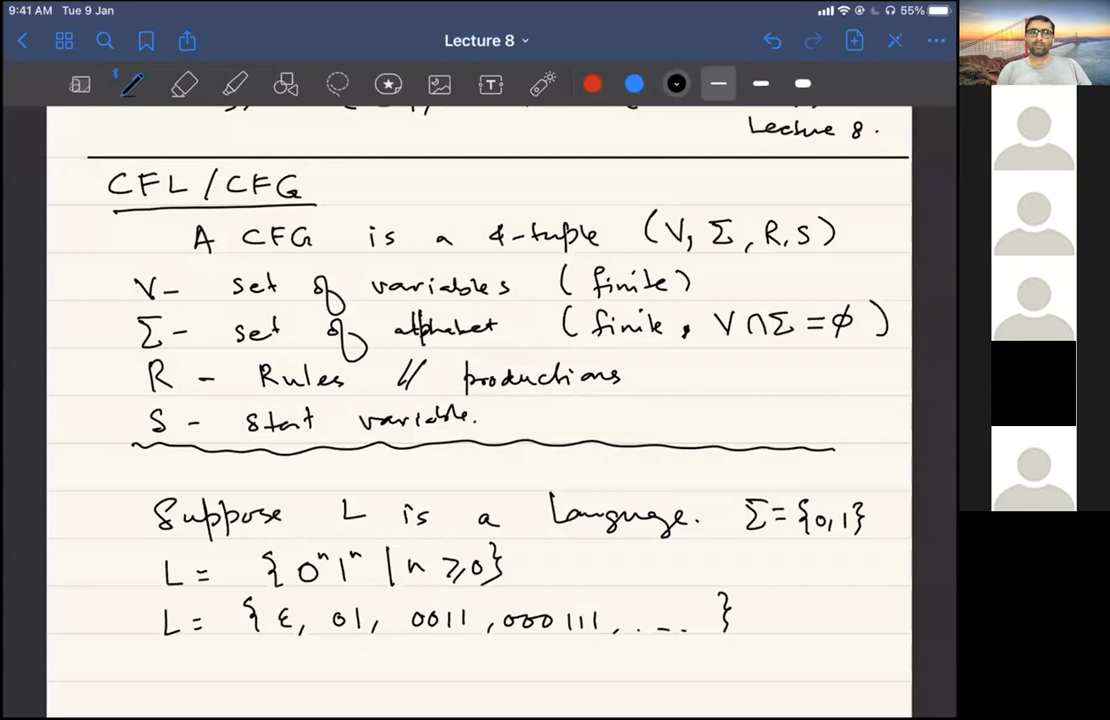 9:41 AM Tue 9 Jan
55%
Lecture 8
T
Lecture 8.
CFL / CFG
A CFG is a 4-tuple (V, Σ, R, S)
V - set of variables (finite)
Σ - set of alphabet (finite, V ∩ Σ = ϕ)
R - Rules // productions
S - start variable.
Suppose L is a language. Σ = {0,1}
L = {0ⁿ1ⁿ | n ⩾ 0}
L = {ε, 01, 0011, 000111, .... }